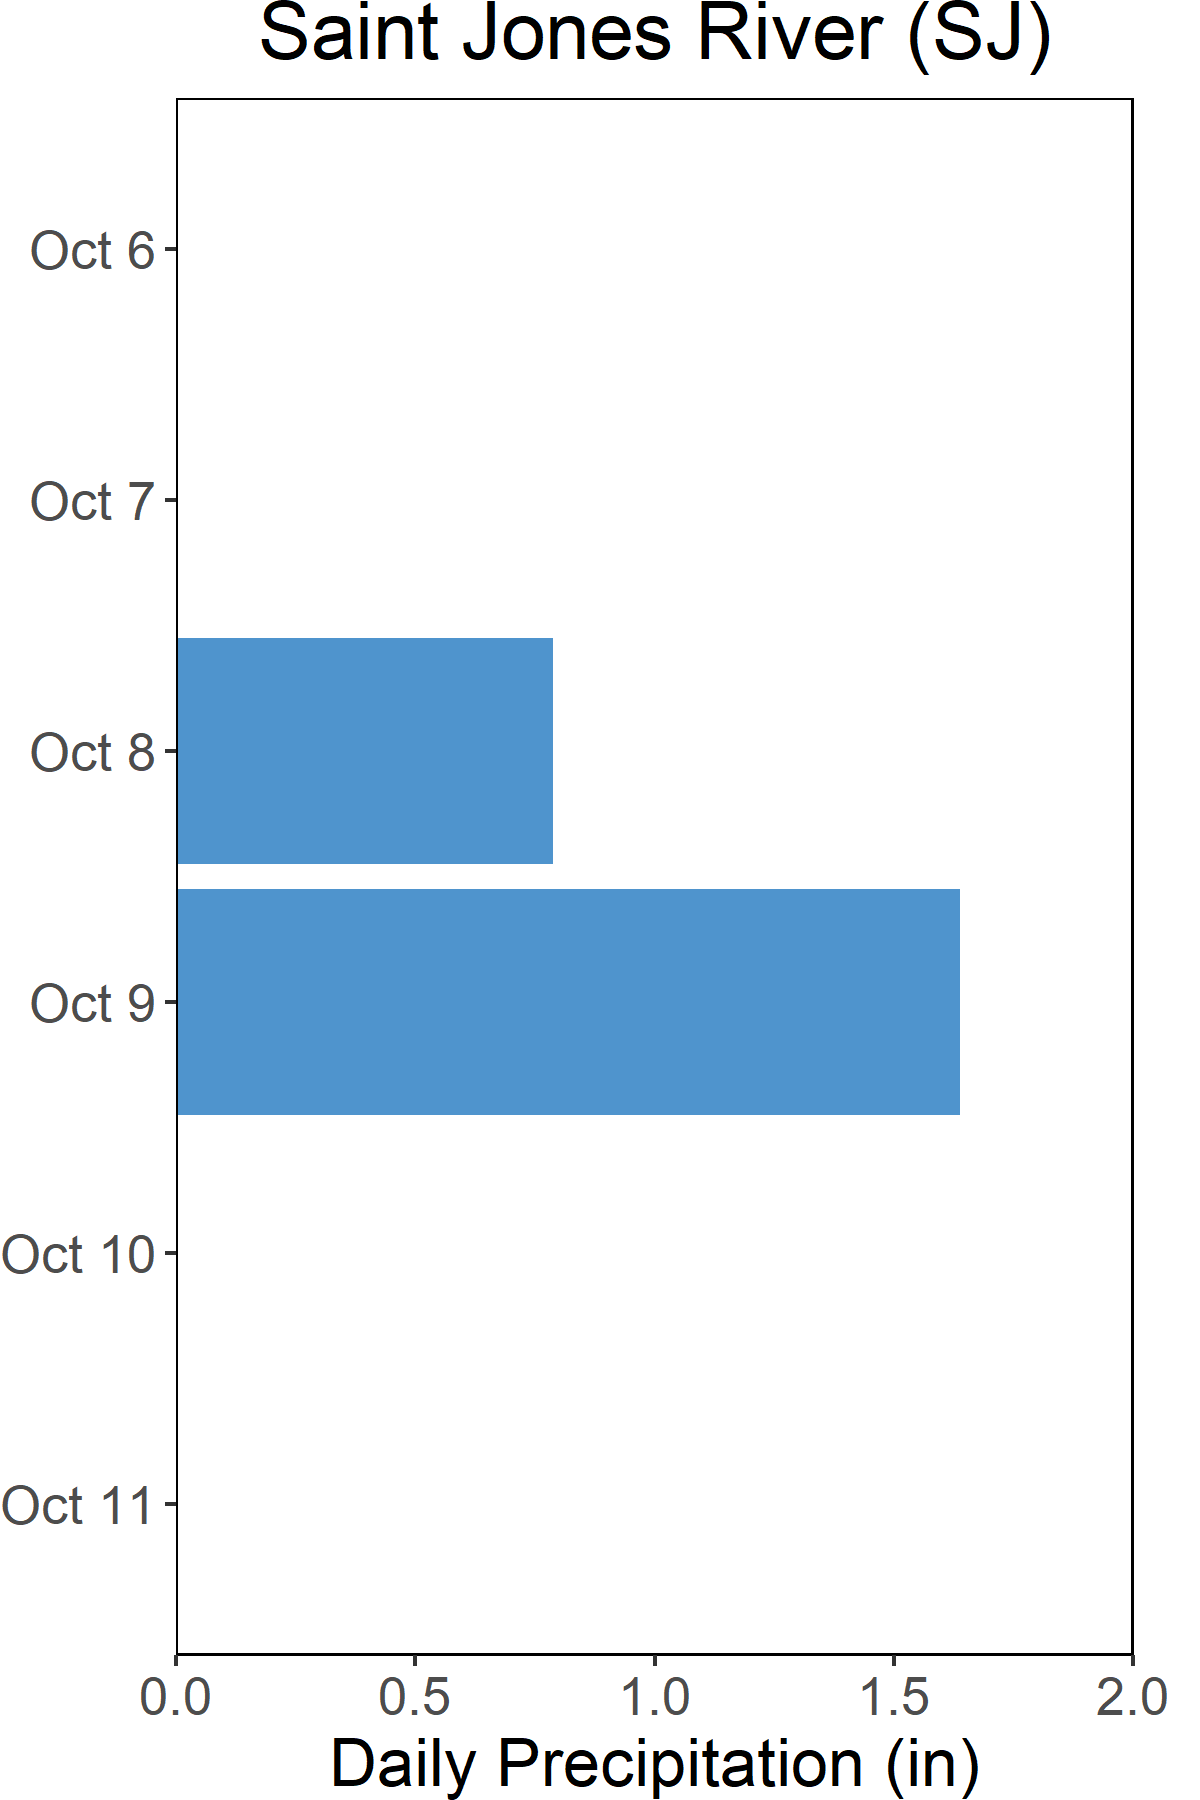 Saint Jones River (SJ)
Oct 6
Oct 7
Oct 8
Oct 9
Oct 10
Oct 11
0.0 0.5 1.0 1.5 2.0
Daily Precipitation (in)